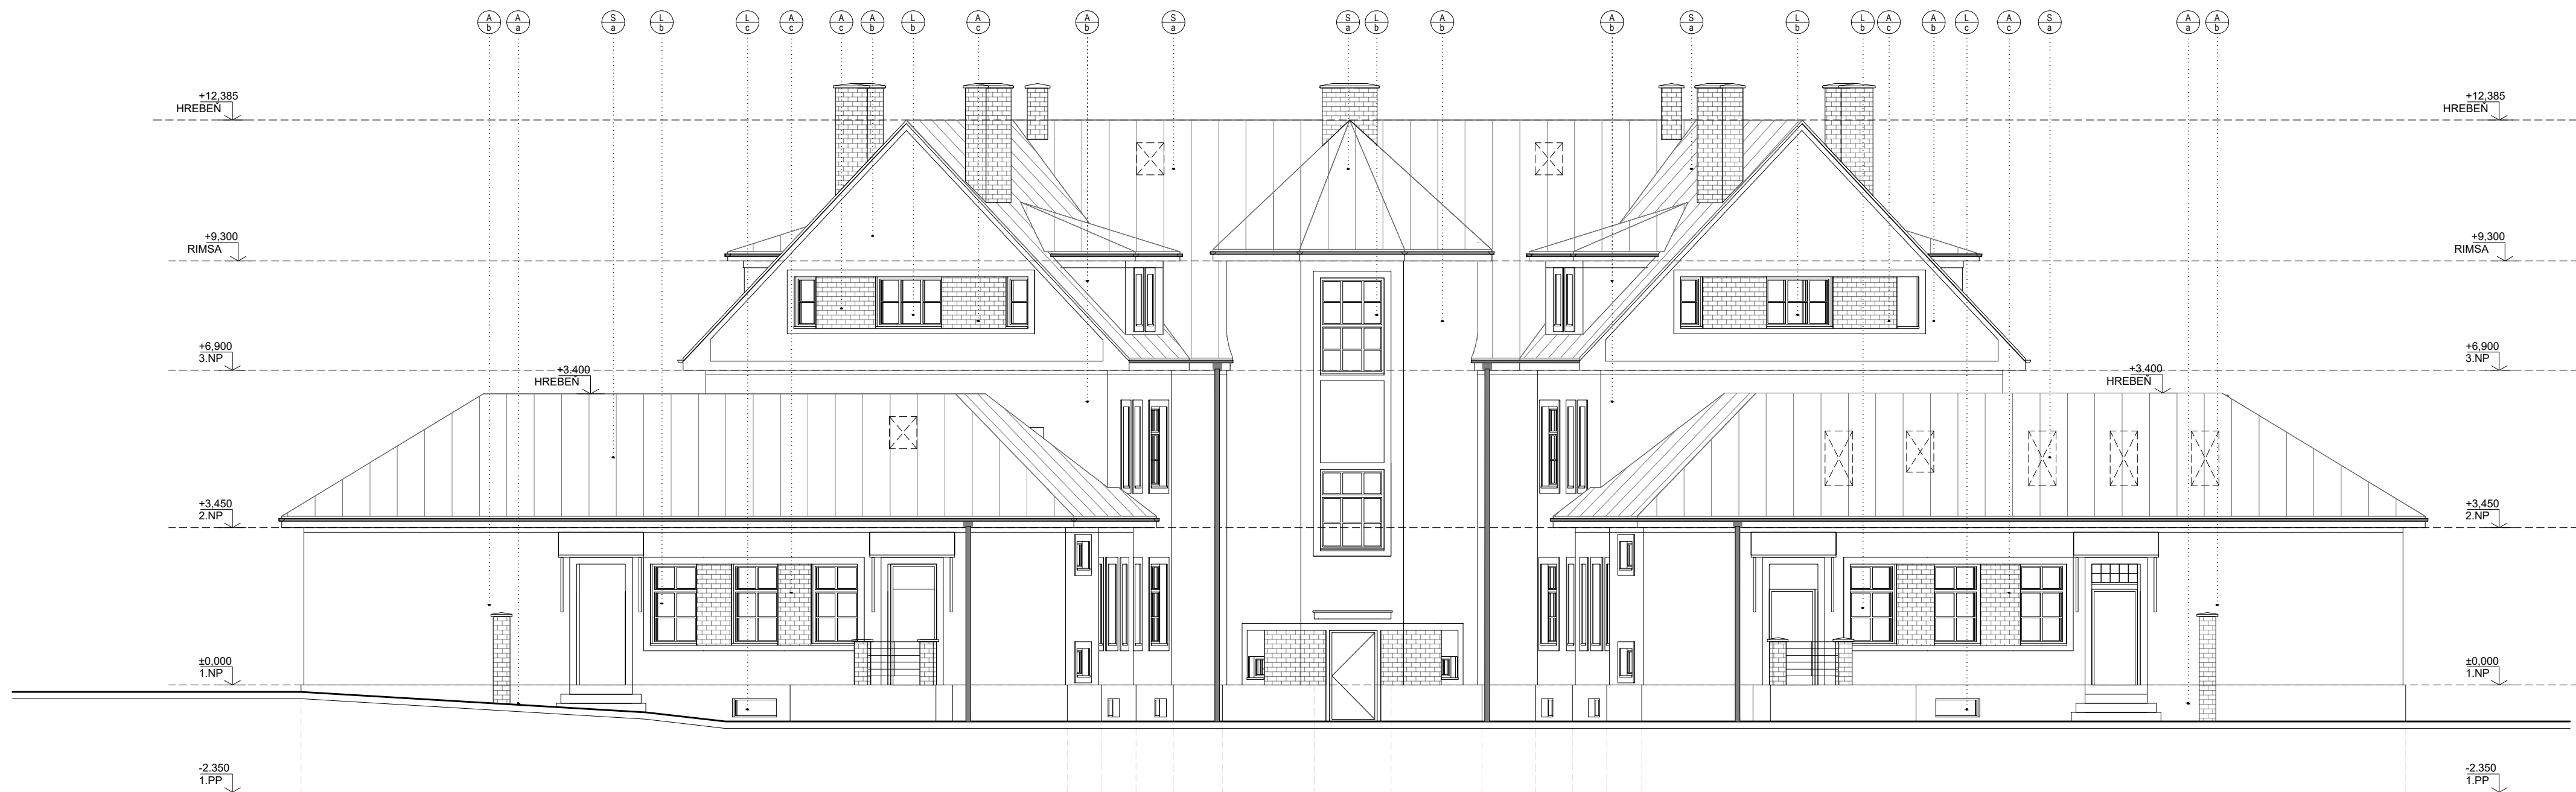 A A S L L A A A L A A S S L A A S L L A A L A S A A
b a a b c c c b b c b a a b b b a b b c b c c a a b
+12,385
HREBEŇ
+12,385
HREBEŇ
+9,300
RIMSA
+9,300
RIMSA
+6,900
3.NP
+3.400
HREBEŇ
+3.400
HREBEŇ
+6,900
3.NP
+3,450
2.NP
+3,450
2.NP
±0,000
1.NP
±0,000
1.NP
-2.350
1.PP
-2.350
1.PP